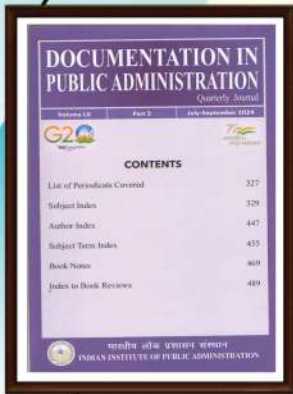 DOCUMENTATION IN
PUBLIC ADMINISTRATION
Quarterly Journal
Volume LII Part 3 July-September 2024
G20
CONTENTS
List of Periodicals Covered 327
Subject Index 329
Author Index 447
Subject Term Index 455
Book Notes 469
Index to Book Reviews 489
भारतीय लोक प्रशासन संस्थान
INDIAN INSTITUTE OF PUBLIC ADMINISTRATION